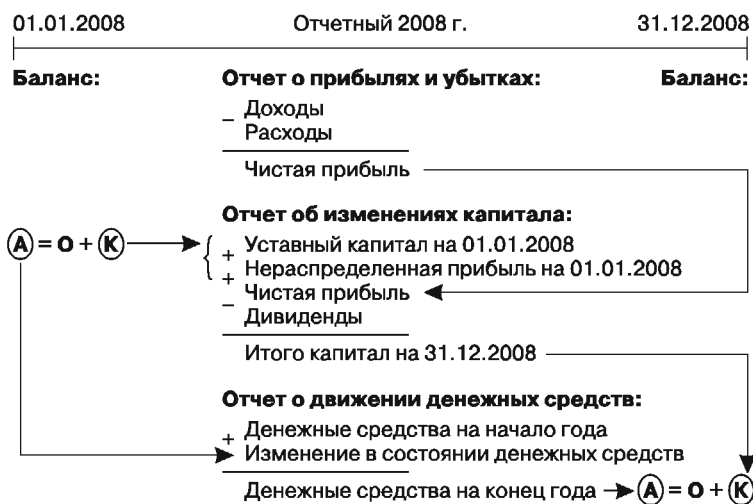 01.01.2008 Отчетный 2008 г. 31.12.2008
Баланс: Отчет о прибылях и убытках: Баланс:
– Доходы
Расходы
Чистая прибыль
Отчет об изменениях капитала:
А = О + К { + Уставный капитал на 01.01.2008
+ Нераспределенная прибыль на 01.01.2008
– Чистая прибыль
Дивиденды
Итого капитал на 31.12.2008
Отчет о движении денежных средств:
+ Денежные средства на начало года
Изменение в состоянии денежных средств
Денежные средства на конец года А = О + К